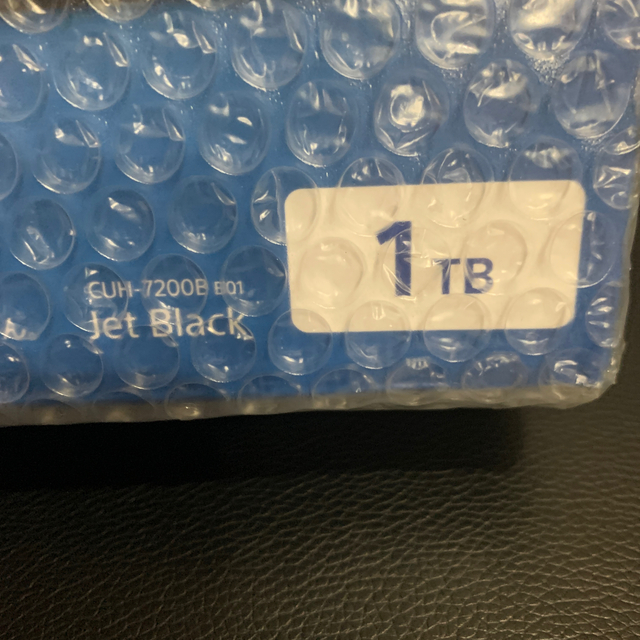 CUH-7200B B01
Jet Black
1TB